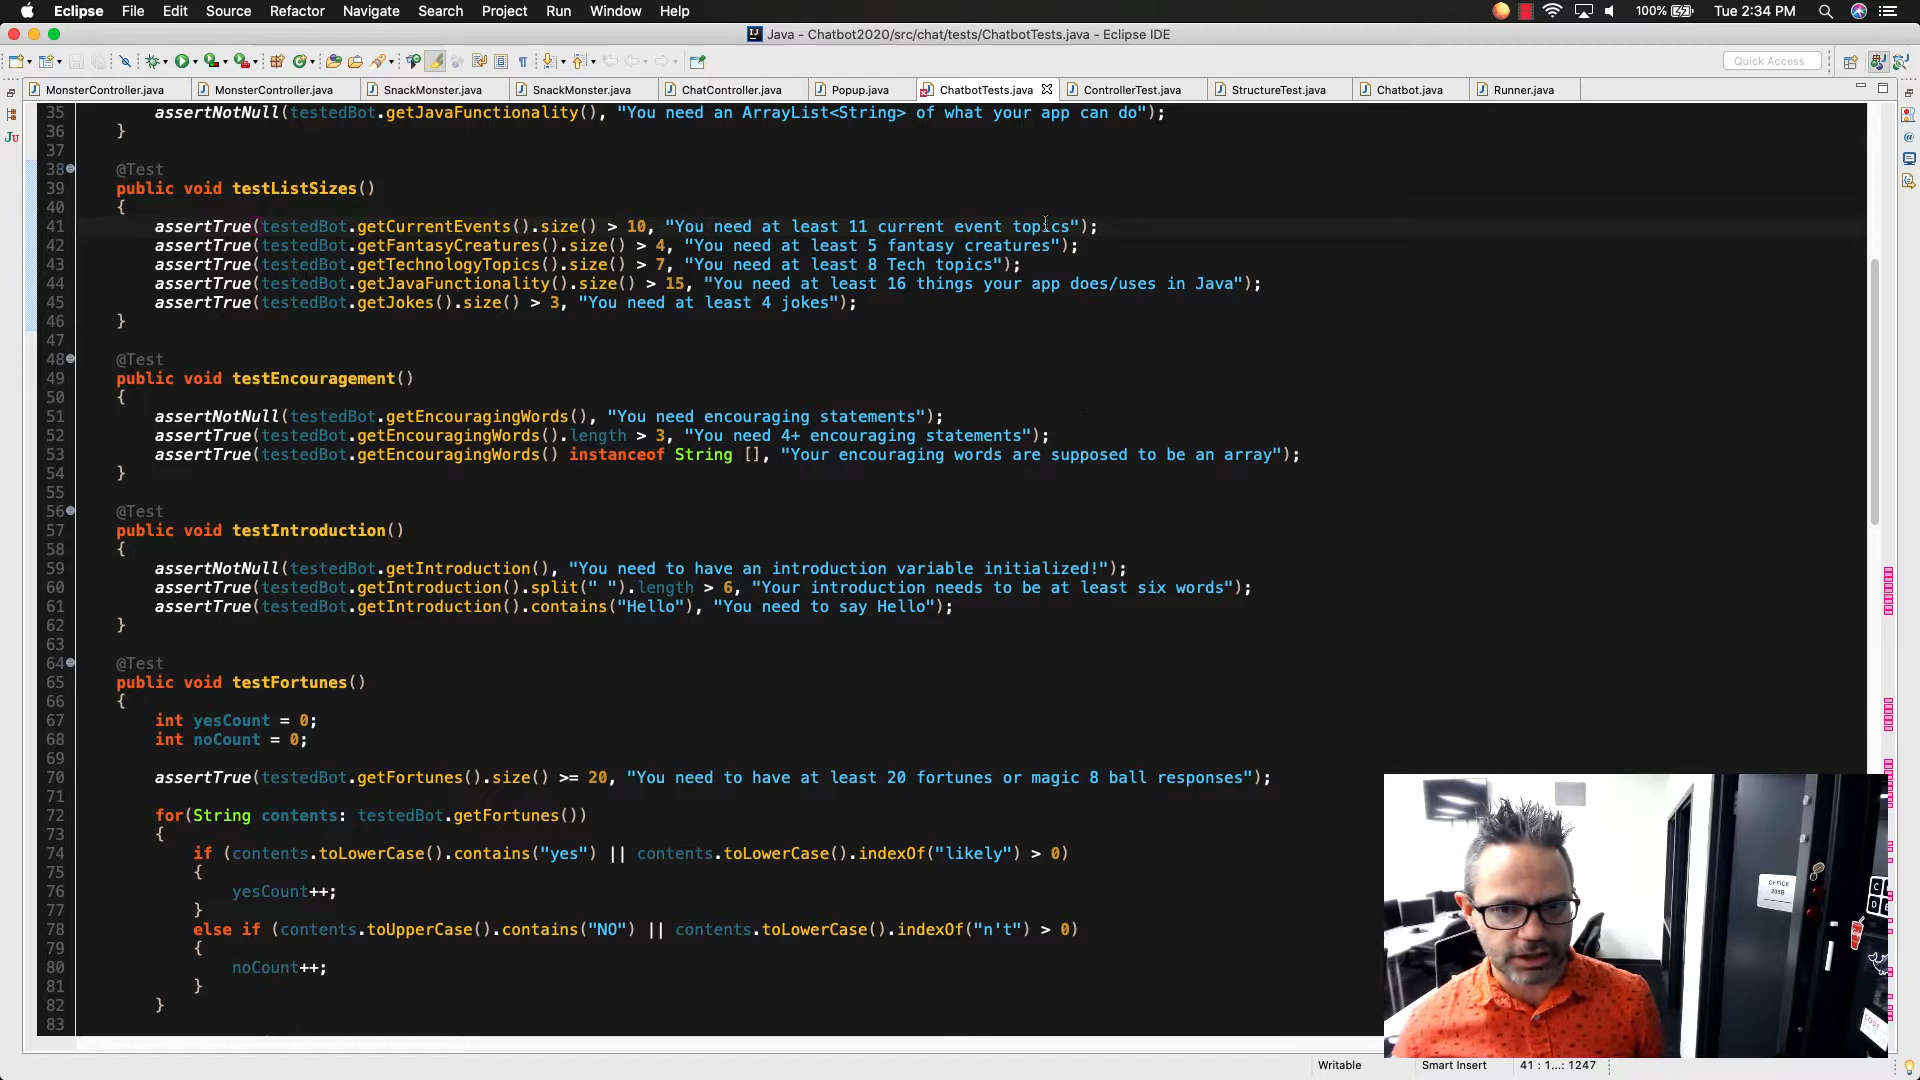 Eclipse File Edit Source Refactor Navigate Search Project Run Window Help 100% Tue 2:34 PM
Java - Chatbot2020/src/chat/tests/ChatbotTests.java - Eclipse IDE
Quick Access
MonsterController.java MonsterController.java SnackMonster.java SnackMonster.java ChatController.java Popup.java ChatbotTests.java ControllerTest.java StructureTest.java Chatbot.java Runner.java
35 assertNotNull(testedBot.getJavaFunctionality(), "You need an ArrayList<String> of what your app can do");
36 }
37
38 @Test
39 public void testListSizes()
40 {
41 assertTrue(testedBot.getCurrentEvents().size() > 10, "You need at least 11 current event topics");
42 assertTrue(testedBot.getFantasyCreatures().size() > 4, "You need at least 5 fantasy creatures");
43 assertTrue(testedBot.getTechnologyTopics().size() > 7, "You need at least 8 Tech topics");
44 assertTrue(testedBot.getJavaFunctionality().size() > 15, "You need at least 16 things your app does/uses in Java");
45 assertTrue(testedBot.getJokes().size() > 3, "You need at least 4 jokes");
46 }
47
48 @Test
49 public void testEncouragement()
50 {
51 assertNotNull(testedBot.getEncouragingWords(), "You need encouraging statements");
52 assertTrue(testedBot.getEncouragingWords().length > 3, "You need 4+ encouraging statements");
53 assertTrue(testedBot.getEncouragingWords() instanceof String [], "Your encouraging words are supposed to be an array");
54 }
55
56 @Test
57 public void testIntroduction()
58 {
59 assertNotNull(testedBot.getIntroduction(), "You need to have an introduction variable initialized!");
60 assertTrue(testedBot.getIntroduction().split(" ").length > 6, "Your introduction needs to be at least six words");
61 assertTrue(testedBot.getIntroduction().contains("Hello"), "You need to say Hello");
62 }
63
64 @Test
65 public void testFortunes()
66 {
67 int yesCount = 0;
68 int noCount = 0;
69
70 assertTrue(testedBot.getFortunes().size() >= 20, "You need to have at least 20 fortunes or magic 8 ball responses");
71
72 for(String contents: testedBot.getFortunes())
73 {
74 if (contents.toLowerCase().contains("yes") || contents.toLowerCase().indexOf("likely") > 0)
75 {
76 yesCount++;
77 }
78 else if (contents.toUpperCase().contains("NO") || contents.toLowerCase().indexOf("n't") > 0)
79 {
80 noCount++;
81 }
82 }
83
OFFICE
205B
CODE
Writable Smart Insert 41 : 1...: 1247